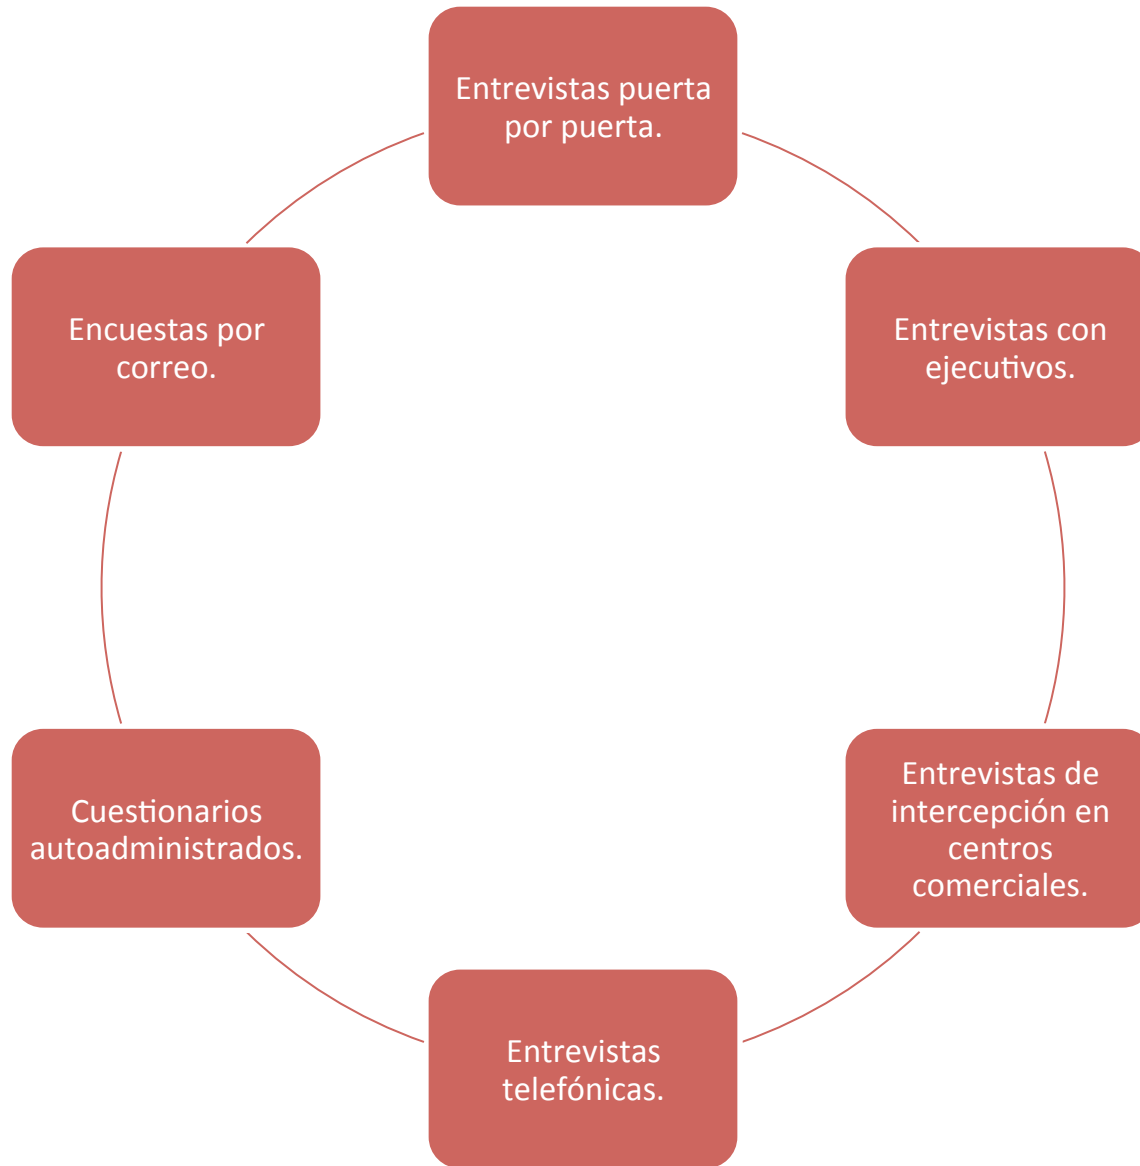 Entrevistas puerta
por puerta.
Entrevistas con
ejecutivos.
Entrevistas de
intercepción en
centros
comerciales.
Entrevistas
telefónicas.
Cuestionarios
autoadministrados.
Encuestas por
correo.